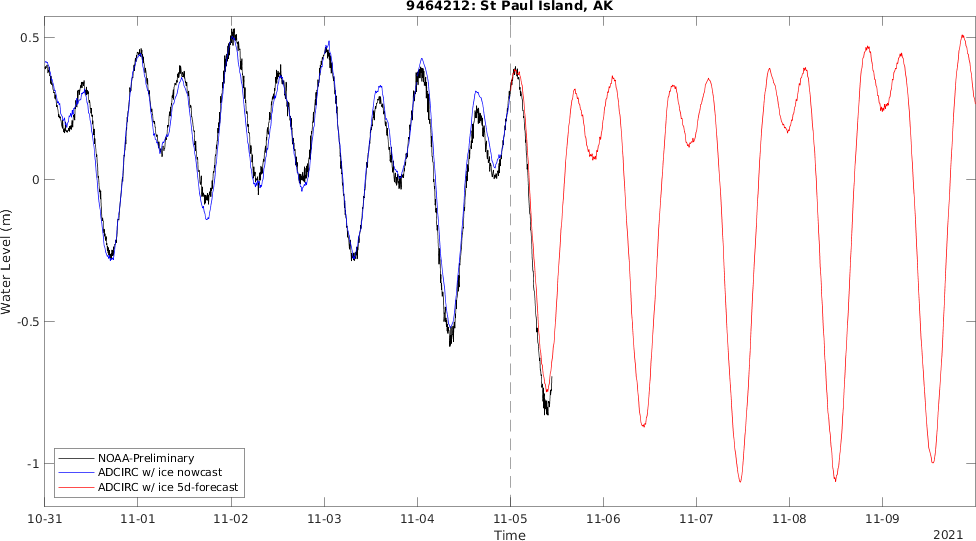 9464212: St Paul Island, AK
0.5
0
-0.5
-1
Water Level (m)
NOAA-Preliminary
ADCIRC w/ ice nowcast
ADCIRC w/ ice 5d-forecast
10-31 11-01 11-02 11-03 11-04 11-05 11-06 11-07 11-08 11-09
Time
2021